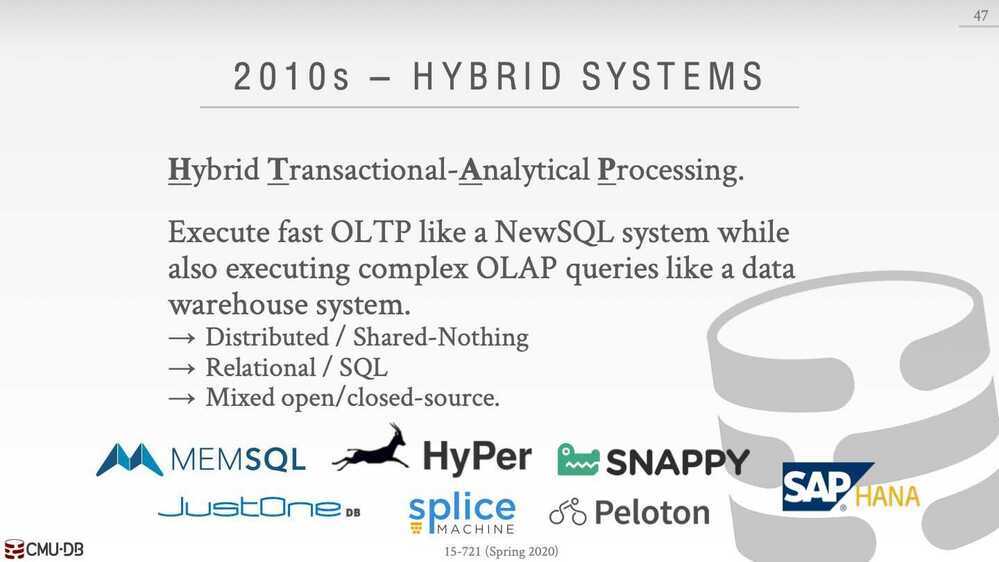 47
2010s – HYBRID SYSTEMS
Hybrid Transactional-Analytical Processing.
Execute fast OLTP like a NewSQL system while
also executing complex OLAP queries like a data
warehouse system.
→ Distributed / Shared-Nothing
→ Relational / SQL
→ Mixed open/closed-source.
MEMSQL HyPer SNAPPY SAP® HANA
JustOne DB splice MACHINE Peloton
CMU·DB
15-721 (Spring 2020)